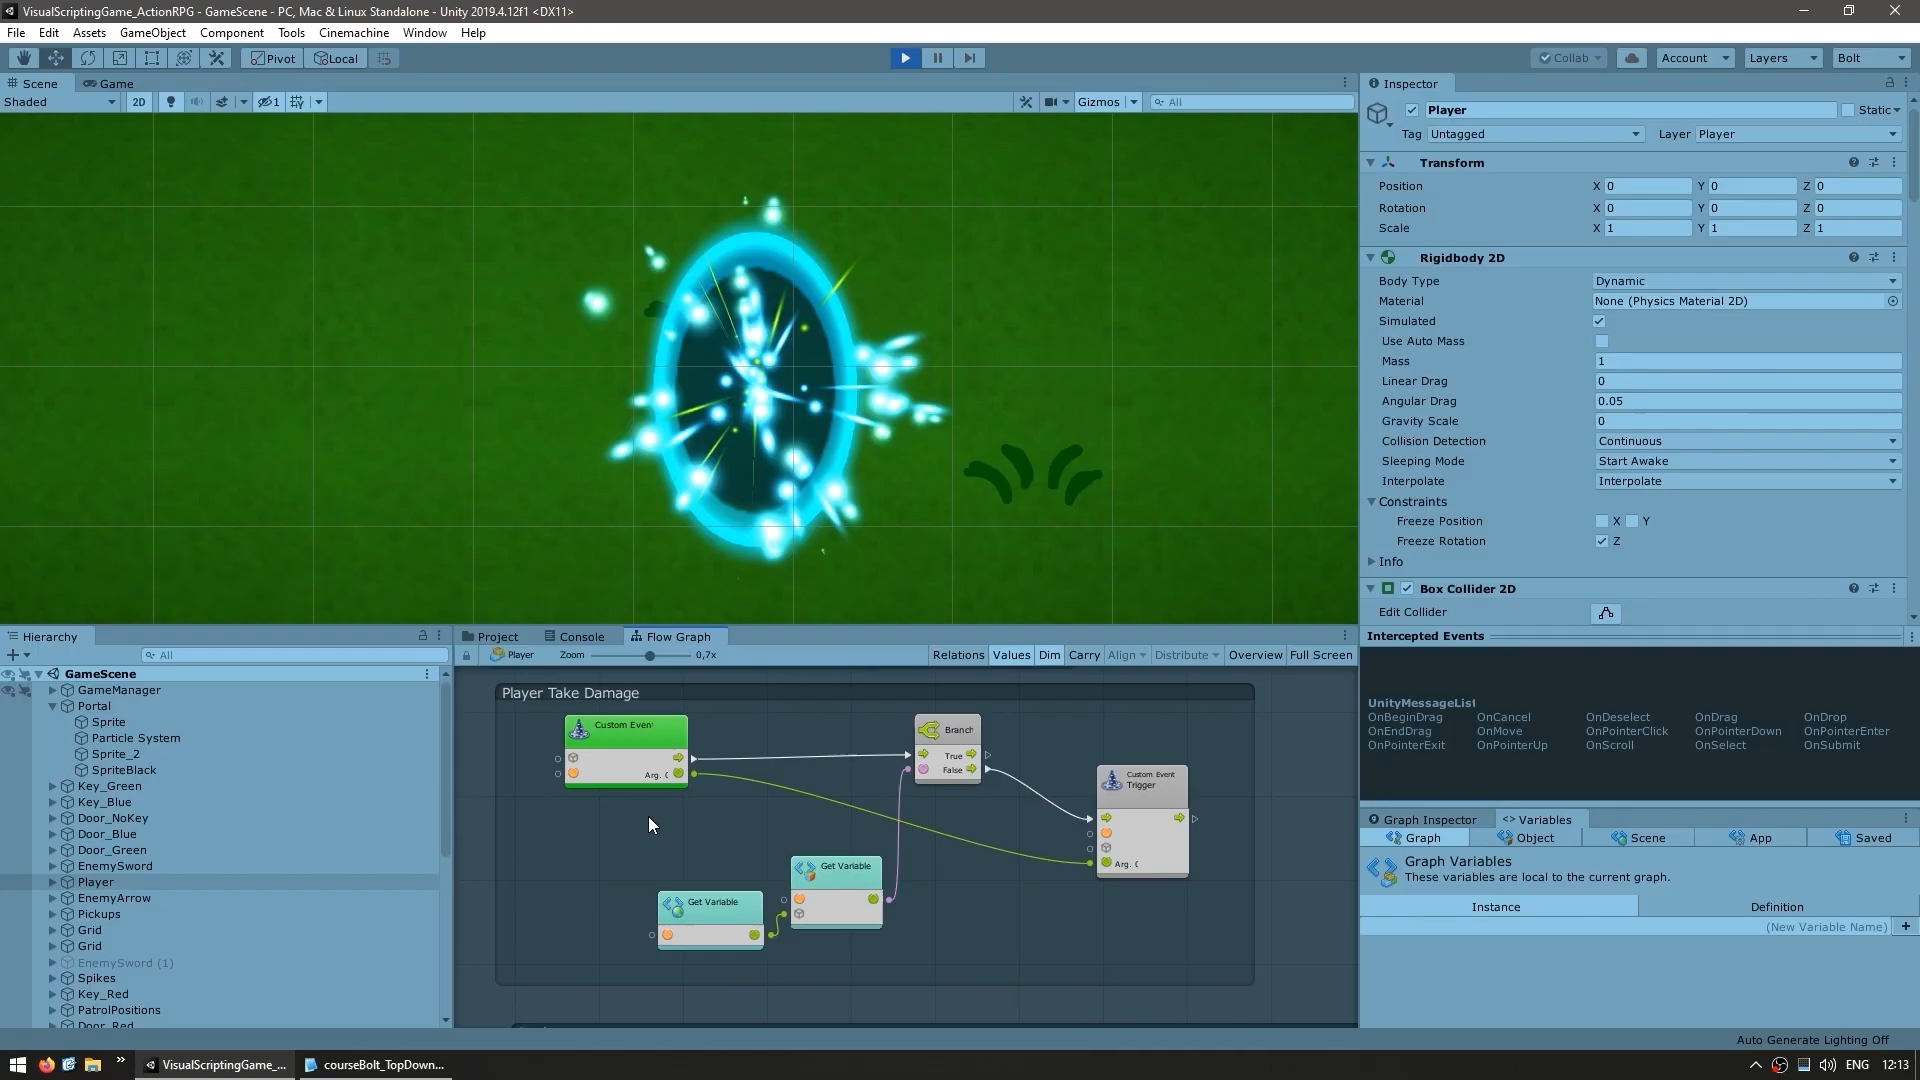 VisualScriptingGame_ActionRPG - GameScene - PC, Mac & Linux Standalone - Unity 2019.4.12f1 <DX11>
File Edit Assets GameObject Component Tools Cinemachine Window Help
Pivot Local Collab Account Layers Bolt
Scene Game
Shaded 2D 1 Gizmos All
Inspector
Player Static
Tag Untagged Layer Player
Transform
Position X 0 Y 0 Z 0
Rotation X 0 Y 0 Z 0
Scale X 1 Y 1 Z 1
Rigidbody 2D
Body Type Dynamic
Material None (Physics Material 2D)
Simulated
Use Auto Mass
Mass 1
Linear Drag 0
Angular Drag 0.05
Gravity Scale 0
Collision Detection Continuous
Sleeping Mode Start Awake
Interpolate Interpolate
Constraints
Freeze Position X Y
Freeze Rotation Z
Info
Box Collider 2D
Edit Collider
Intercepted Events
UnityMessageList
OnBeginDrag OnCancel OnDeselect OnDrag OnDrop
OnEndDrag OnMove OnPointerClick OnPointerDown OnPointerEnter
OnPointerExit OnPointerUp OnScroll OnSelect OnSubmit
Graph Inspector <> Variables
Graph Object Scene App Saved
Graph Variables
These variables are local to the current graph.
Instance Definition
(New Variable Name) +
Auto Generate Lighting Off
Hierarchy
+ All
GameScene
GameManager
Portal
Sprite
Particle System
Sprite_2
SpriteBlack
Key_Green
Key_Blue
Door_NoKey
Door_Blue
Door_Green
EnemySword
Player
EnemyArrow
Pickups
Grid
Grid
EnemySword (1)
Spikes
Key_Red
PatrolPositions
Door_Red
Project Console Flow Graph
Player Zoom 0,7x Relations Values Dim Carry Align Distribute Overview Full Screen
Player Take Damage
Custom Event
Arg. 0
Branch
True
False
Custom Event
Trigger
Arg. 0
Get Variable
Get Variable
VisualScriptingGame_... courseBolt_TopDown... ENG 12:13